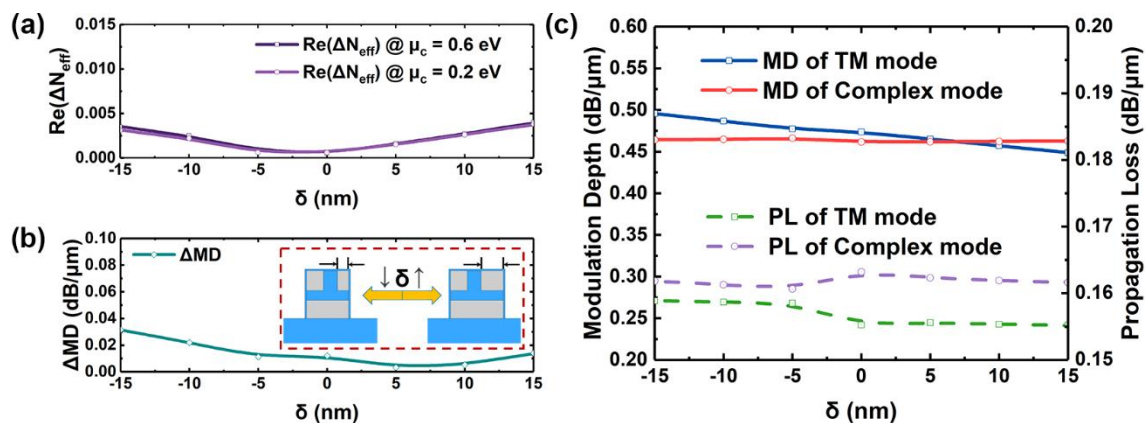 (a)
0.015
0.010
0.005
0.000
Re(ΔN_eff)
Re(ΔN_eff) @ μ_c = 0.6 eV
Re(ΔN_eff) @ μ_c = 0.2 eV
-15 -10 -5 0 5 10 15
δ (nm)
(b)
0.10
0.08
0.06
0.04
0.02
0.00
ΔMD (dB/μm)
ΔMD
↓ δ ↑
-15 -10 -5 0 5 10 15
δ (nm)
(c)
0.60
0.55
0.50
0.45
0.40
0.35
0.30
0.25
0.20
Modulation Depth (dB/μm)
MD of TM mode
MD of Complex mode
PL of TM mode
PL of Complex mode
0.20
0.19
0.18
0.17
0.16
0.15
Propagation Loss (dB/μm)
-15 -10 -5 0 5 10 15
δ (nm)